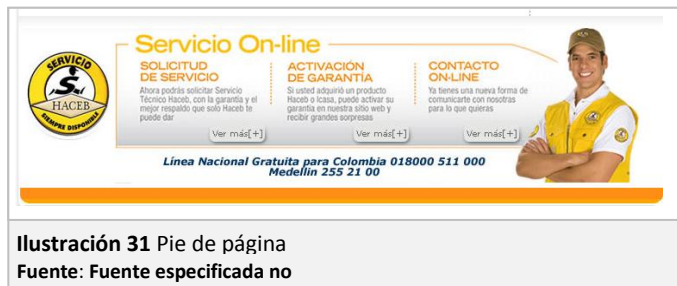 Servicio On-line
SERVICIO
HACEB
SIEMPRE DISPONIBLE
SOLICITUD
DE SERVICIO
Ahora podrás solicitar Servicio
Técnico Haceb, con la garantía y el
mejor respaldo que solo Haceb te
puede dar
Ver más[+]
ACTIVACIÓN
DE GARANTÍA
Si usted adquirió un producto
Haceb o Icasa, puede activar su
garantía en nuestra sitio web y
recibir grandes sorpresas
Ver más[+]
CONTACTO
ON-LINE
Ya tienes una nueva forma de
comunicarte con nosotras
para lo que quieras
Ver más[+]
Línea Nacional Gratuita para Colombia 018000 511 000
Medellin 255 21 00
Ilustración 31 Pie de página
Fuente: Fuente especificada no